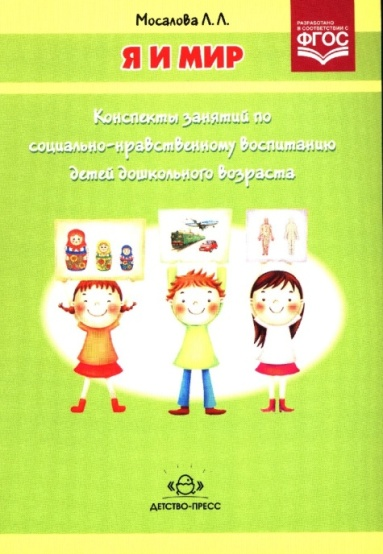 Мосалова Л. Л.
РАЗРАБОТАНО
В СООТВЕТСТВИИ С
ФГОС
Я И МИР
Конспекты занятий по
социально-нравственному воспитанию
детей дошкольного возраста
ДЕТСТВО-ПРЕСС